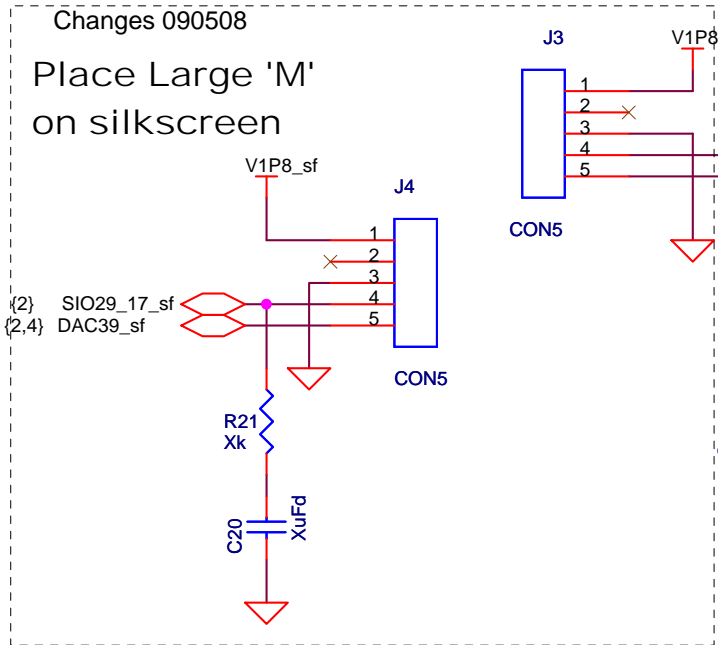 Changes 090508
Place Large 'M'
on silkscreen
J3
V1P8
1
2
3
4
5
CON5
V1P8_sf
J4
1
2
3
4
5
CON5
{2} SIO29_17_sf
{2,4} DAC39_sf
R21
Xk
C20
XuFd